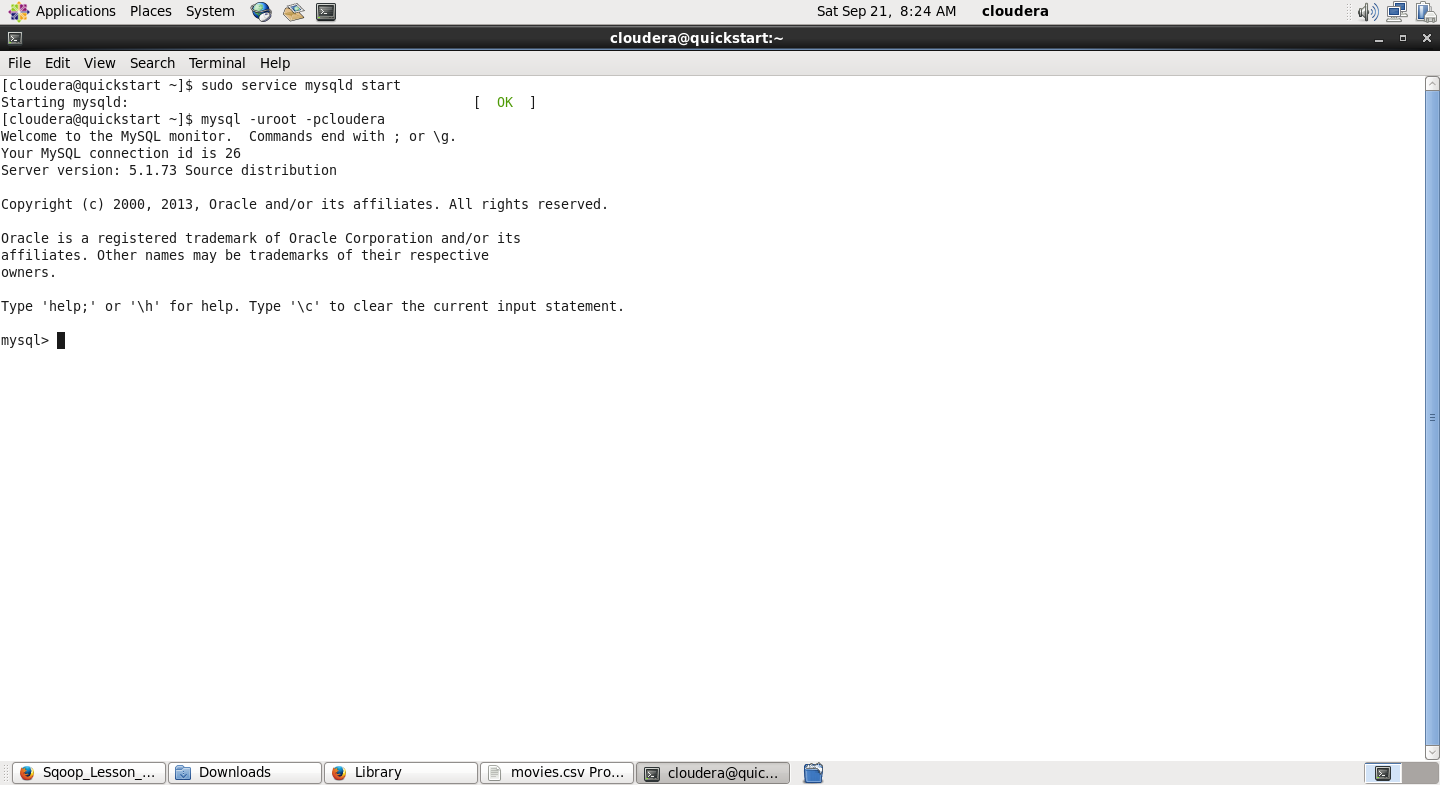 Applications Places System Sat Sep 21, 8:24 AM cloudera
cloudera@quickstart:~
File Edit View Search Terminal Help
[cloudera@quickstart ~]$ sudo service mysqld start
Starting mysqld: [ OK ]
[cloudera@quickstart ~]$ mysql -uroot -pcloudera
Welcome to the MySQL monitor. Commands end with ; or \g.
Your MySQL connection id is 26
Server version: 5.1.73 Source distribution
Copyright (c) 2000, 2013, Oracle and/or its affiliates. All rights reserved.
Oracle is a registered trademark of Oracle Corporation and/or its
affiliates. Other names may be trademarks of their respective
owners.
Type 'help;' or '\h' for help. Type '\c' to clear the current input statement.
mysql>
Sqoop_Lesson_... Downloads Library movies.csv Pro... cloudera@quic...